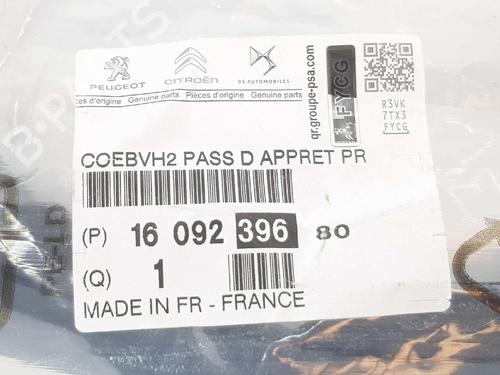 PEUGEOT CITROËN DS AUTOMOBILES
Pièces d'origine Genuine parts Pièces d'origine Genuine parts
qr.groupe-psa.com
FYCG
R3VK
7TX3
FYCG
COEBVH2 PASS D APPRET PR
(P) 16 092 396 80
(Q) 1
MADE IN FR - FRANCE
B-PARTS